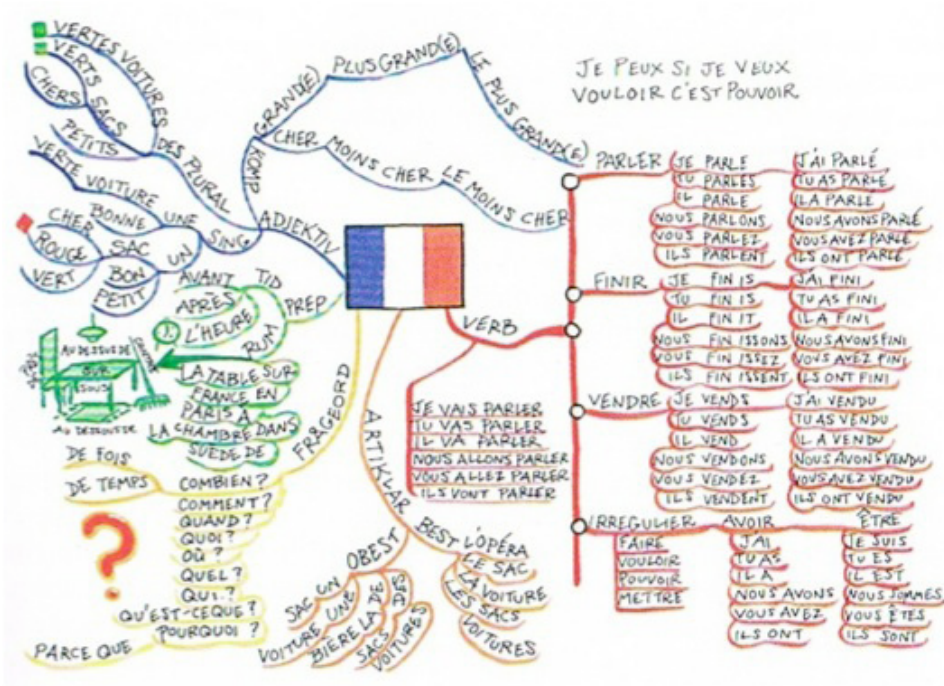 JE PEUX SI JE VEUX
VOULOIR C'EST POUVOIR
ADJEKTIV
KOMP
GRAND(E)
PLUS GRAND(E)
LE PLUS GRAND(E)
CHER
MOINS CHER
LE MOINS CHER
PLURAL
DES
VERTES VOITURES
VERTS SACS
CHERS
PETITS
SING
UNE
VERTE VOITURE
BONNE
UN
SAC
CHER
ROUGE
VERT
BON
PETIT
PREP
TID
AVANT
APRÈS
L'HEURE
RUM
LA TABLE SUR
FRANCE EN
PARIS À
LA CHAMBRE DANS
SUEDE DE
AU DESSUS DE
SUR
SOUS
AU DESSOUS DE
FRÅGEORD
COMBIEN?
DE FOIS
DE TEMPS
COMMENT?
QUAND?
QUOI?
OÙ?
QUEL?
QUI?
QU'EST-CEQUE?
POURQUOI?
PARCE QUE
?
ARTIKLAR
OBEST
SAC UN
VOITURE UNE
BIÈRE LA DE
DES
SACS
VOITURES
BEST
L'OPÉRA
LE SAC
LA VOITURE
LES SACS
VOITURES
VERB
JE VAIS PARLER
TU VAS PARLER
IL VA PARLER
NOUS ALLONS PARLER
VOUS ALLEZ PARLER
ILS VONT PARLER
PARLER
JE PARLE
TU PARLES
IL PARLE
NOUS PARLONS
VOUS PARLEZ
ILS PARLENT
J'AI PARLÉ
TU AS PARLÉ
IL A PARLÉ
NOUS AVONS PARLÉ
VOUS AVEZ PARLÉ
ILS ONT PARLÉ
FINIR
JE FIN IS
TU FIN IS
IL FIN IT
NOUS FIN ISSONS
VOUS FIN ISSEZ
ILS FIN ISSENT
J'AI FINI
TU AS FINI
IL A FINI
NOUS AVONS FINI
VOUS AVEZ FINI
ILS ONT FINI
VENDRE
JE VENDS
TU VENDS
IL VEND
NOUS VENDONS
VOUS VENDEZ
ILS VENDENT
J'AI VENDU
TU AS VENDU
IL A VENDU
NOUS AVONS VENDU
VOUS AVEZ VENDU
ILS ONT VENDU
IRREGULIER
FAIRE
VOULOIR
POUVOIR
METTRE
AVOIR
J'AI
TU AS
IL A
NOUS AVONS
VOUS AVEZ
ILS ONT
ÊTRE
JE SUIS
TU ES
IL EST
NOUS SOMMES
VOUS ÊTES
ILS SONT